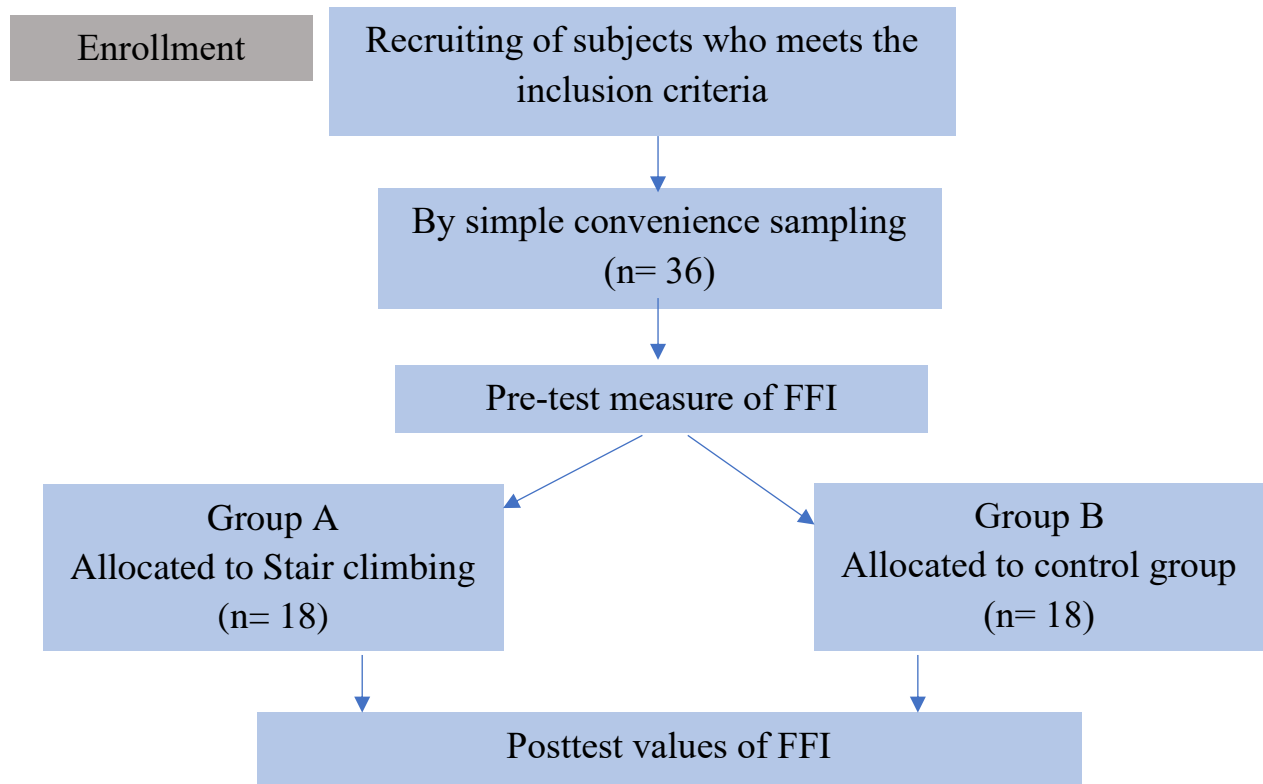 Enrollment
Recruiting of subjects who meets the
inclusion criteria
By simple convenience sampling
(n= 36)
Pre-test measure of FFI
Group A
Allocated to Stair climbing
(n= 18)
Group B
Allocated to control group
(n= 18)
Posttest values of FFI